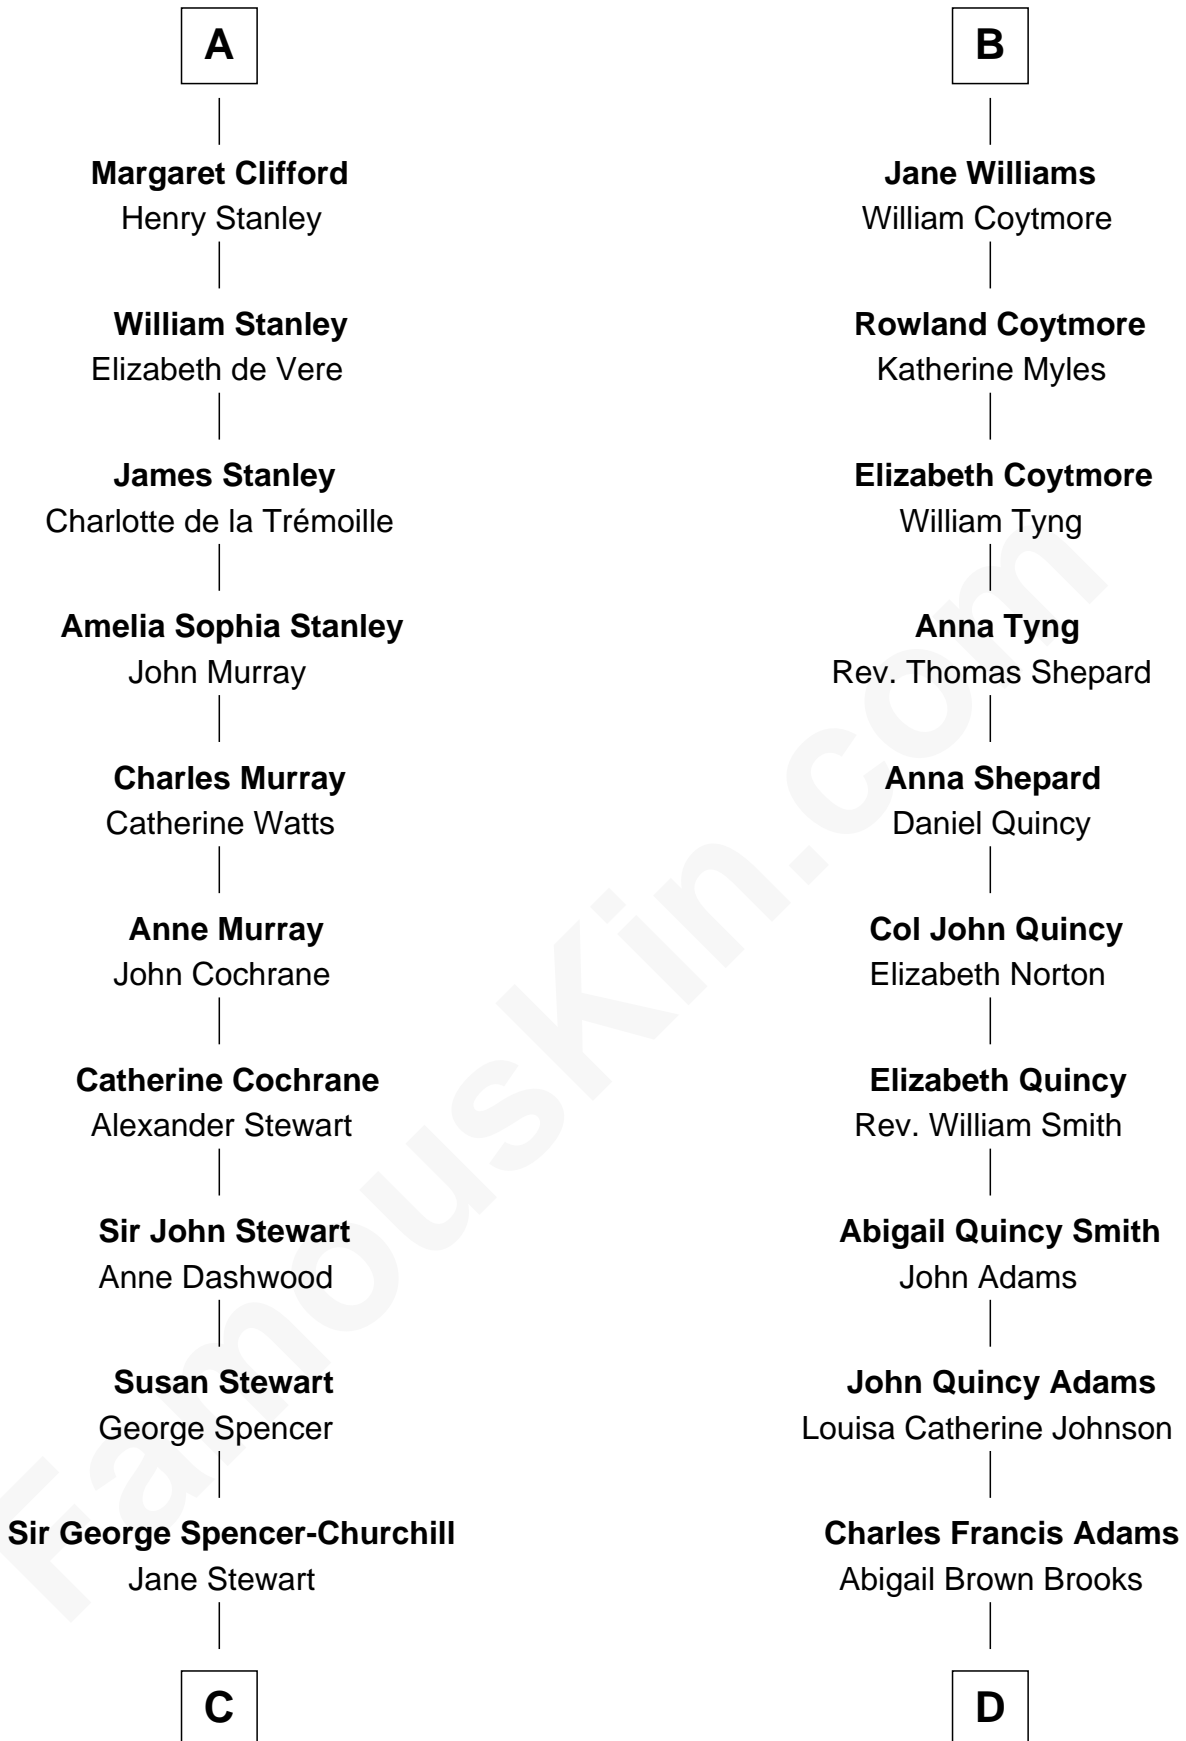 A
Margaret Clifford
Henry Stanley
William Stanley
Elizabeth de Vere
James Stanley
Charlotte de la Trémoille
Amelia Sophia Stanley
John Murray
Charles Murray
Catherine Watts
Anne Murray
John Cochrane
Catherine Cochrane
Alexander Stewart
Sir John Stewart
Anne Dashwood
Susan Stewart
George Spencer
Sir George Spencer-Churchill
Jane Stewart
C
B
Jane Williams
William Coytmore
Rowland Coytmore
Katherine Myles
Elizabeth Coytmore
William Tyng
Anna Tyng
Rev. Thomas Shepard
Anna Shepard
Daniel Quincy
Col John Quincy
Elizabeth Norton
Elizabeth Quincy
Rev. William Smith
Abigail Quincy Smith
John Adams
John Quincy Adams
Louisa Catherine Johnson
Charles Francis Adams
Abigail Brown Brooks
D
FamousKin.com